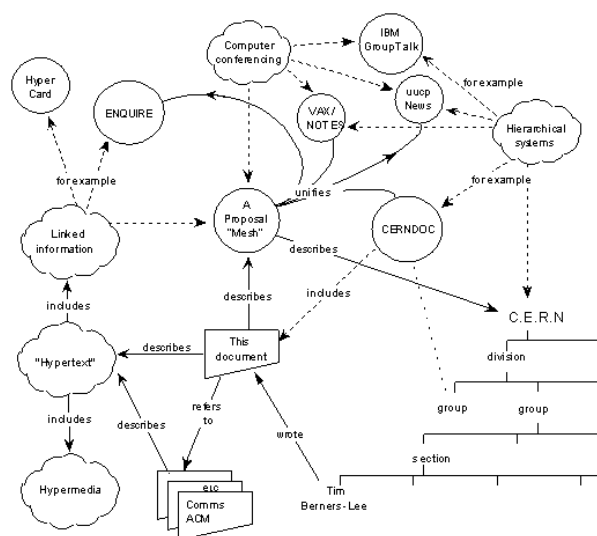 IBM
GroupTalk
Computer
conferencing
Hyper
Card
for example
ENQUIRE
VAX/
NOTES
uucp
News
Hierarchical
systems
for example
unifies
for example
A
Proposal
"Mesh"
CERNDOC
Linked
information
describes
includes
includes
describes
C.E.R.N
This
document
division
"Hypertext"
describes
refers
to
group
group
includes
describes
wrote
section
Hypermedia
etc
Comms
ACM
Tim
Berners-Lee